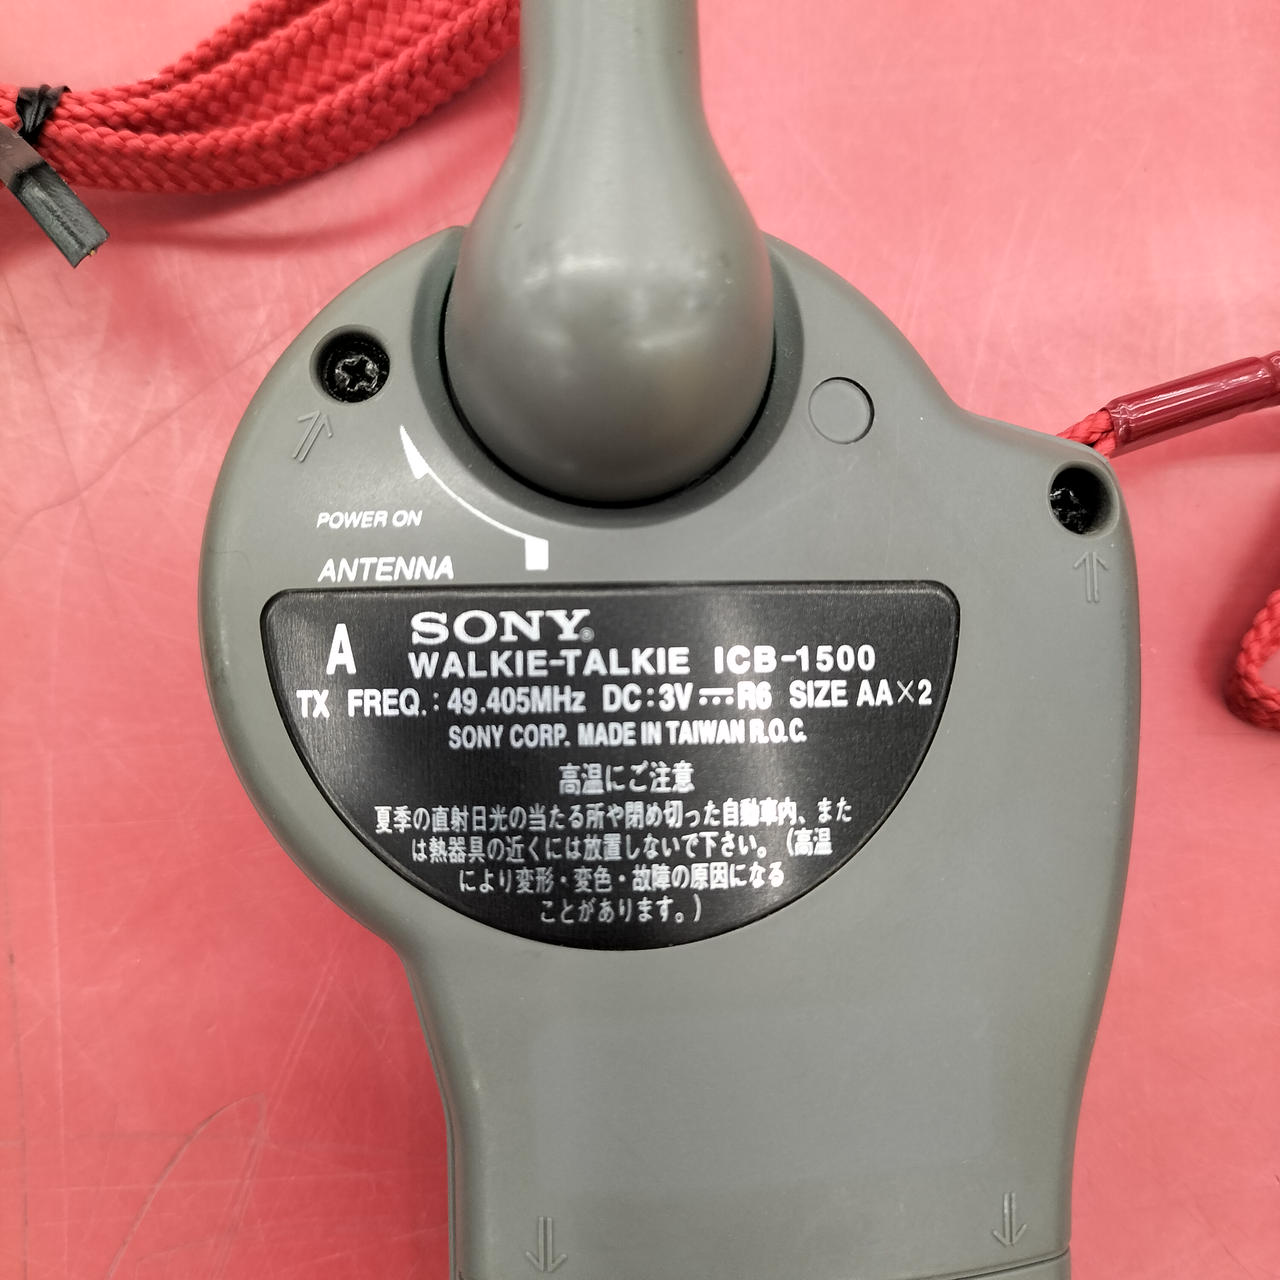 POWER ON
ANTENNA
A SONY®
WALKIE-TALKIE ICB-1500
TX FREQ.: 49.405MHz DC:3V⎓R6 SIZE AA×2
SONY CORP. MADE IN TAIWAN R.O.C.
高温にご注意
夏季の直射日光の当たる所や閉め切った自動車内、また
は熱器具の近くには放置しないで下さい。(高温
により変形・変色・故障の原因になる
ことがあります。)